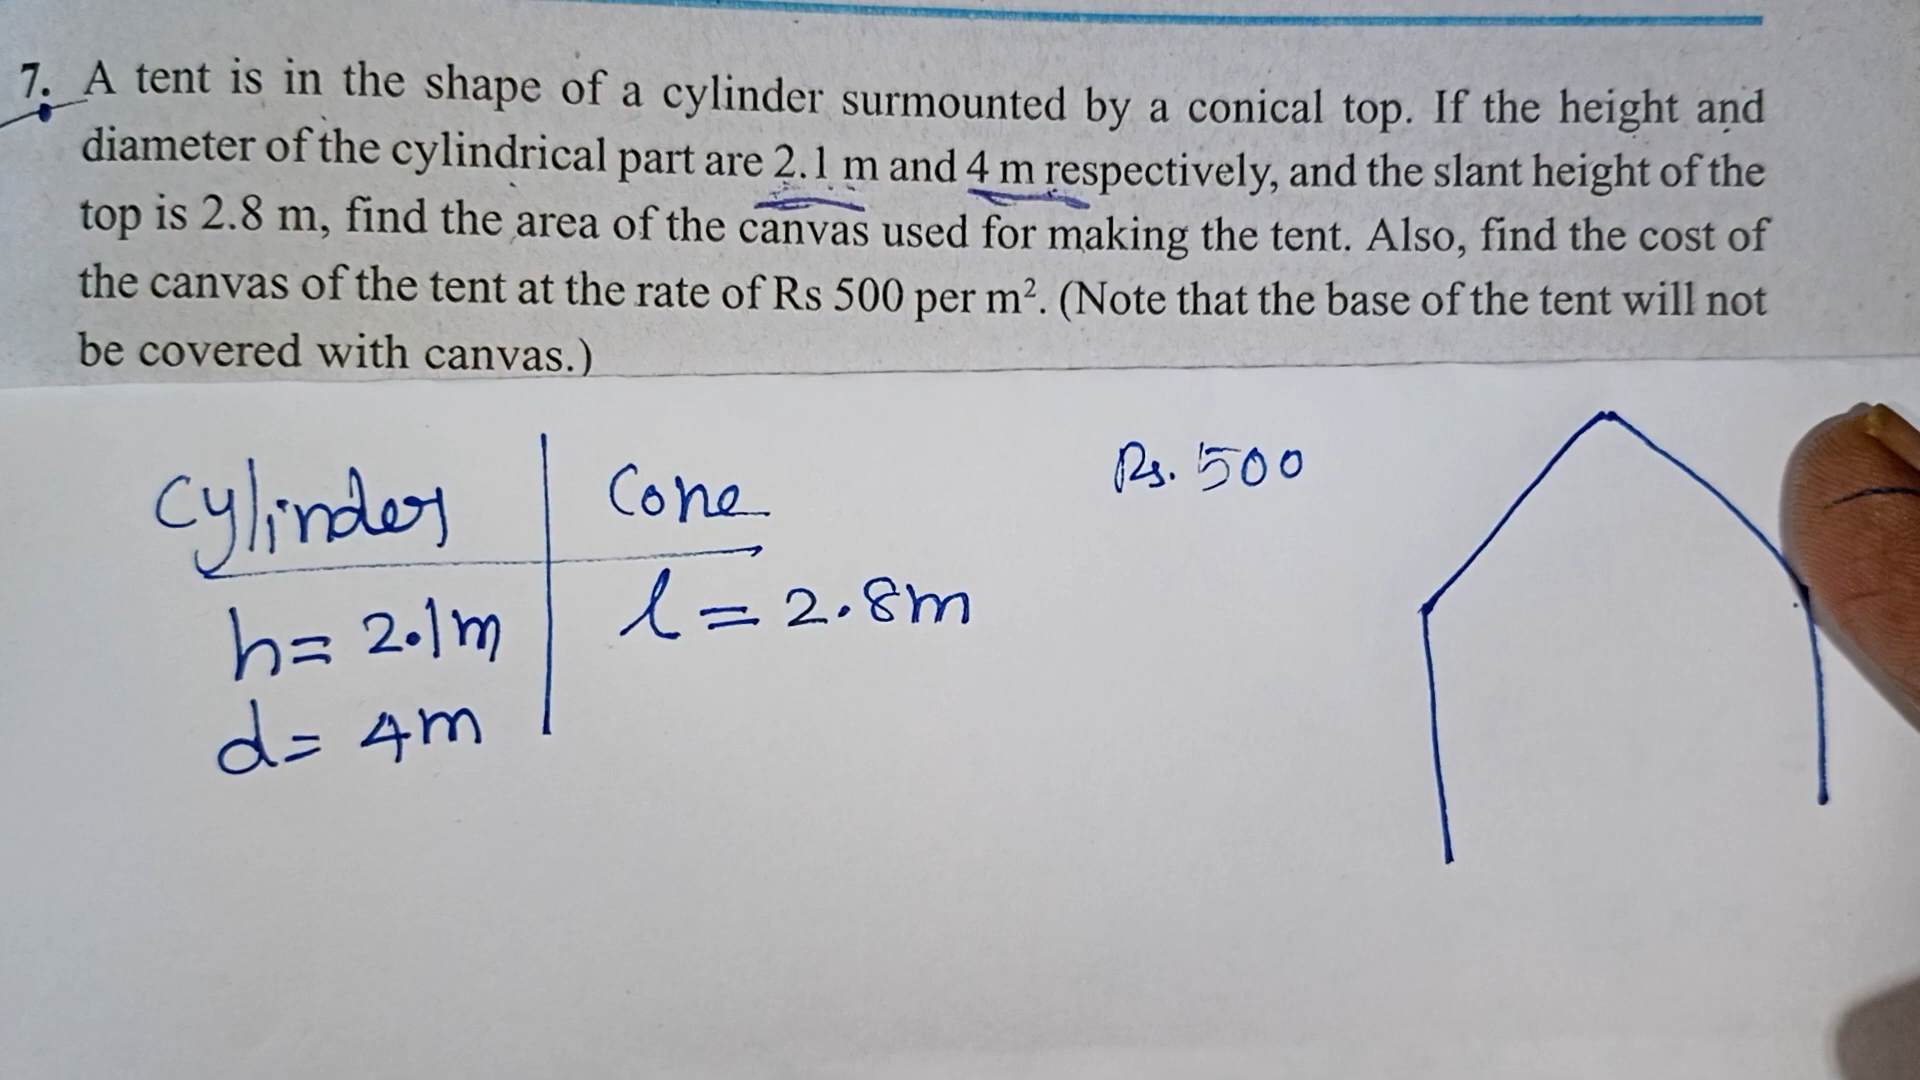 7. A tent is in the shape of a cylinder surmounted by a conical top. If the height and
diameter of the cylindrical part are 2.1 m and 4 m respectively, and the slant height of the
top is 2.8 m, find the area of the canvas used for making the tent. Also, find the cost of
the canvas of the tent at the rate of Rs 500 per m². (Note that the base of the tent will not
be covered with canvas.)
Cylinder Cone Rs. 500
h = 2.1m l = 2.8m
d = 4m